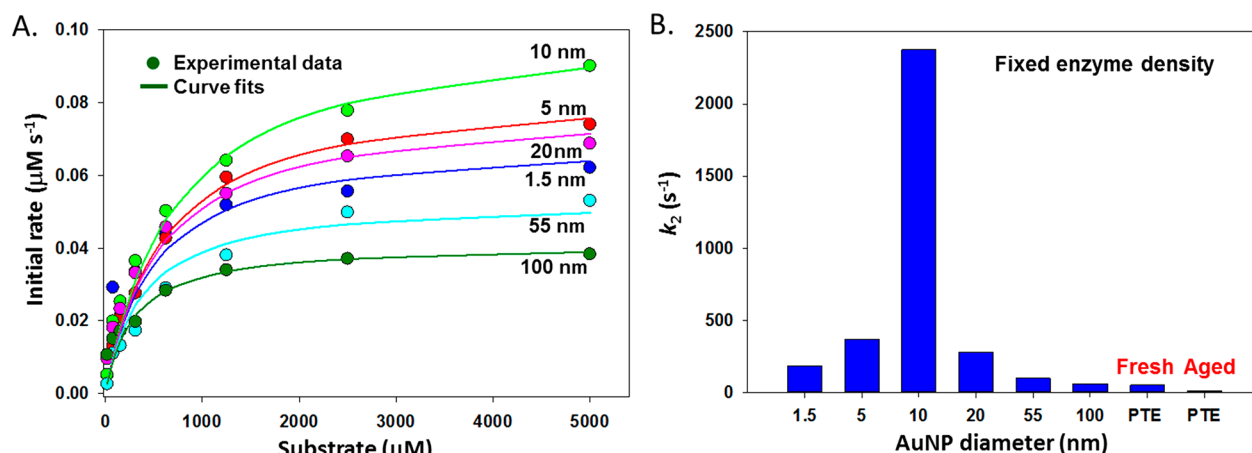 A.
Initial rate (μM s-1)
0.10
0.08
0.06
0.04
0.02
0.00
Experimental data
Curve fits
10 nm
5 nm
20 nm
1.5 nm
55 nm
100 nm
0 1000 2000 3000 4000 5000
Substrate (μM)
B.
k2 (s-1)
2500
2000
1500
1000
500
0
Fixed enzyme density
Fresh Aged
1.5 5 10 20 55 100 PTE PTE
AuNP diameter (nm)